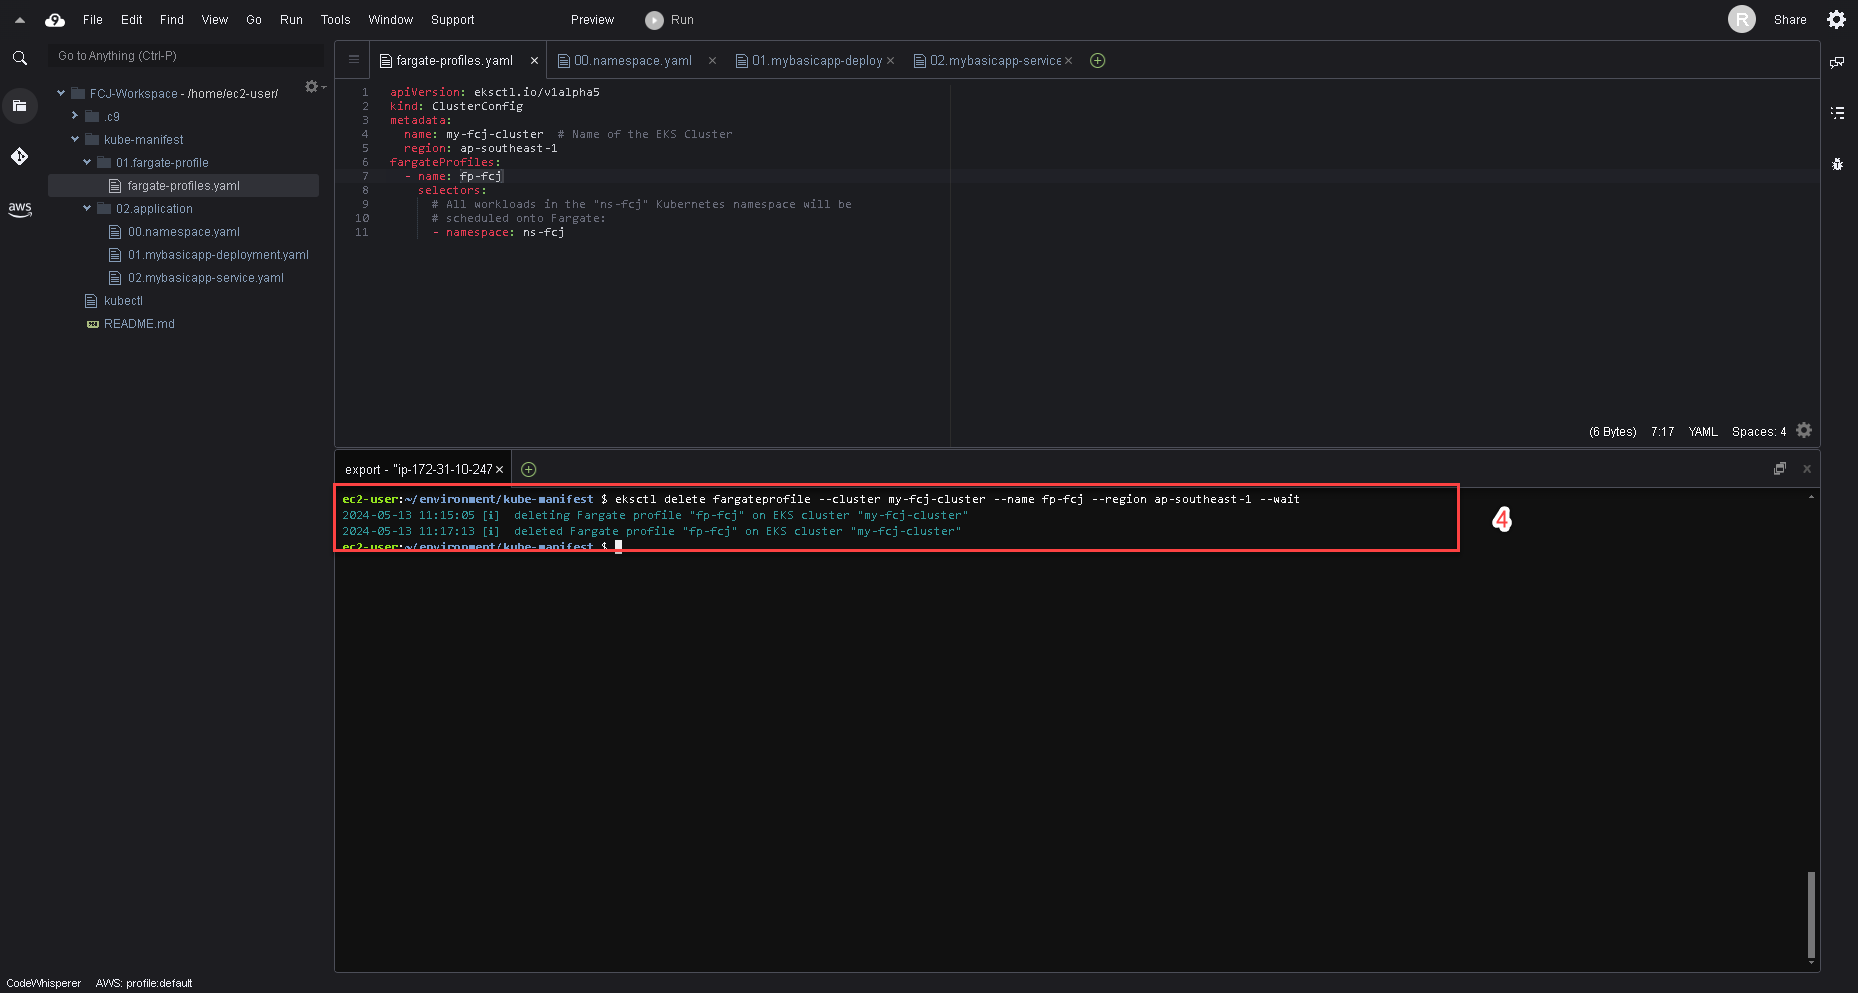 File Edit Find View Go Run Tools Window Support Preview Run R Share
Go to Anything (Ctrl-P)
FCJ-Workspace - /home/ec2-user/
.c9
kube-manifest
01.fargate-profile
fargate-profiles.yaml
02.application
00.namespace.yaml
01.mybasicapp-deployment.yaml
02.mybasicapp-service.yaml
kubectl
README.md
aws
fargate-profiles.yaml 00.namespace.yaml 01.mybasicapp-deploy 02.mybasicapp-service
1 apiVersion: eksctl.io/v1alpha5
2 kind: ClusterConfig
3 metadata:
4 name: my-fcj-cluster # Name of the EKS Cluster
5 region: ap-southeast-1
6 fargateProfiles:
7 - name: fp-fcj
8 selectors:
9 # All workloads in the "ns-fcj" Kubernetes namespace will be
10 # scheduled onto Fargate:
11 - namespace: ns-fcj
(6 Bytes) 7:17 YAML Spaces: 4
export - "ip-172-31-10-247
ec2-user:~/environment/kube-manifest $ eksctl delete fargateprofile --cluster my-fcj-cluster --name fp-fcj --region ap-southeast-1 --wait
2024-05-13 11:15:05 [i] deleting Fargate profile "fp-fcj" on EKS cluster "my-fcj-cluster"
2024-05-13 11:17:13 [i] deleted Fargate profile "fp-fcj" on EKS cluster "my-fcj-cluster"
ec2-user:~/environment/kube-manifest $
4
CodeWhisperer AWS: profile:default